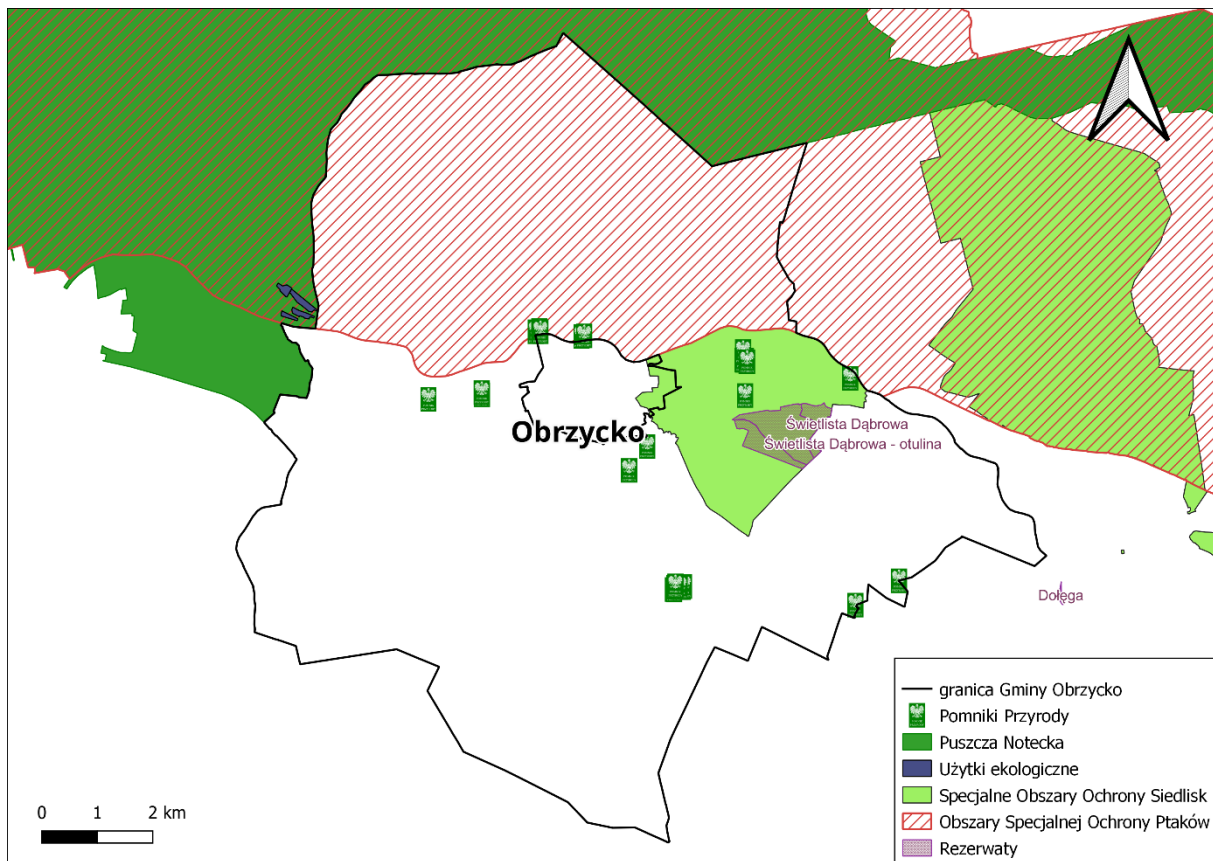 Świetlista Dąbrowa
Obrzycko
Świetlista Dąbrowa - otulina
Dołęga
granica Gminy Obrzycko
Pomniki Przyrody
Puszcza Notecka
Użytki ekologiczne
Specjalne Obszary Ochrony Siedlisk
Obszary Specjalnej Ochrony Ptaków
Rezerwaty
0 1 2 km